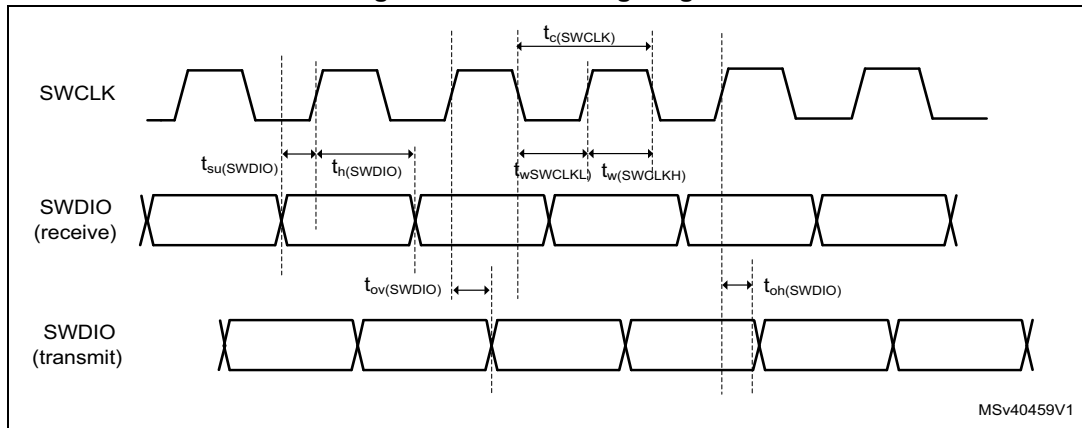 tc(SWCLK)
SWCLK
tsu(SWDIO) th(SWDIO) twSWCLKL) tw(SWCLKH)
SWDIO
(receive)
tov(SWDIO) toh(SWDIO)
SWDIO
(transmit)
MSv40459V1